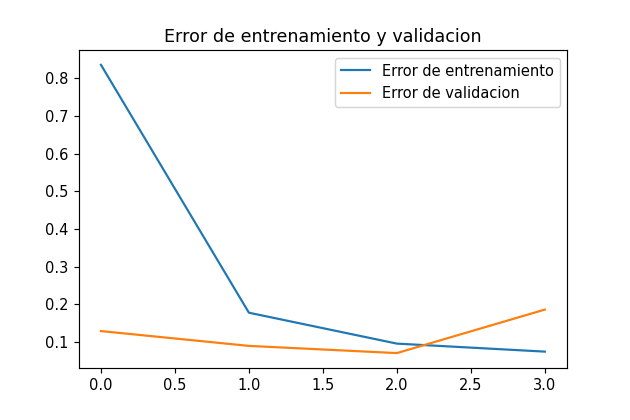 Error de entrenamiento y validacion
Error de entrenamiento
Error de validacion
0.8
0.7
0.6
0.5
0.4
0.3
0.2
0.1
0.0 0.5 1.0 1.5 2.0 2.5 3.0